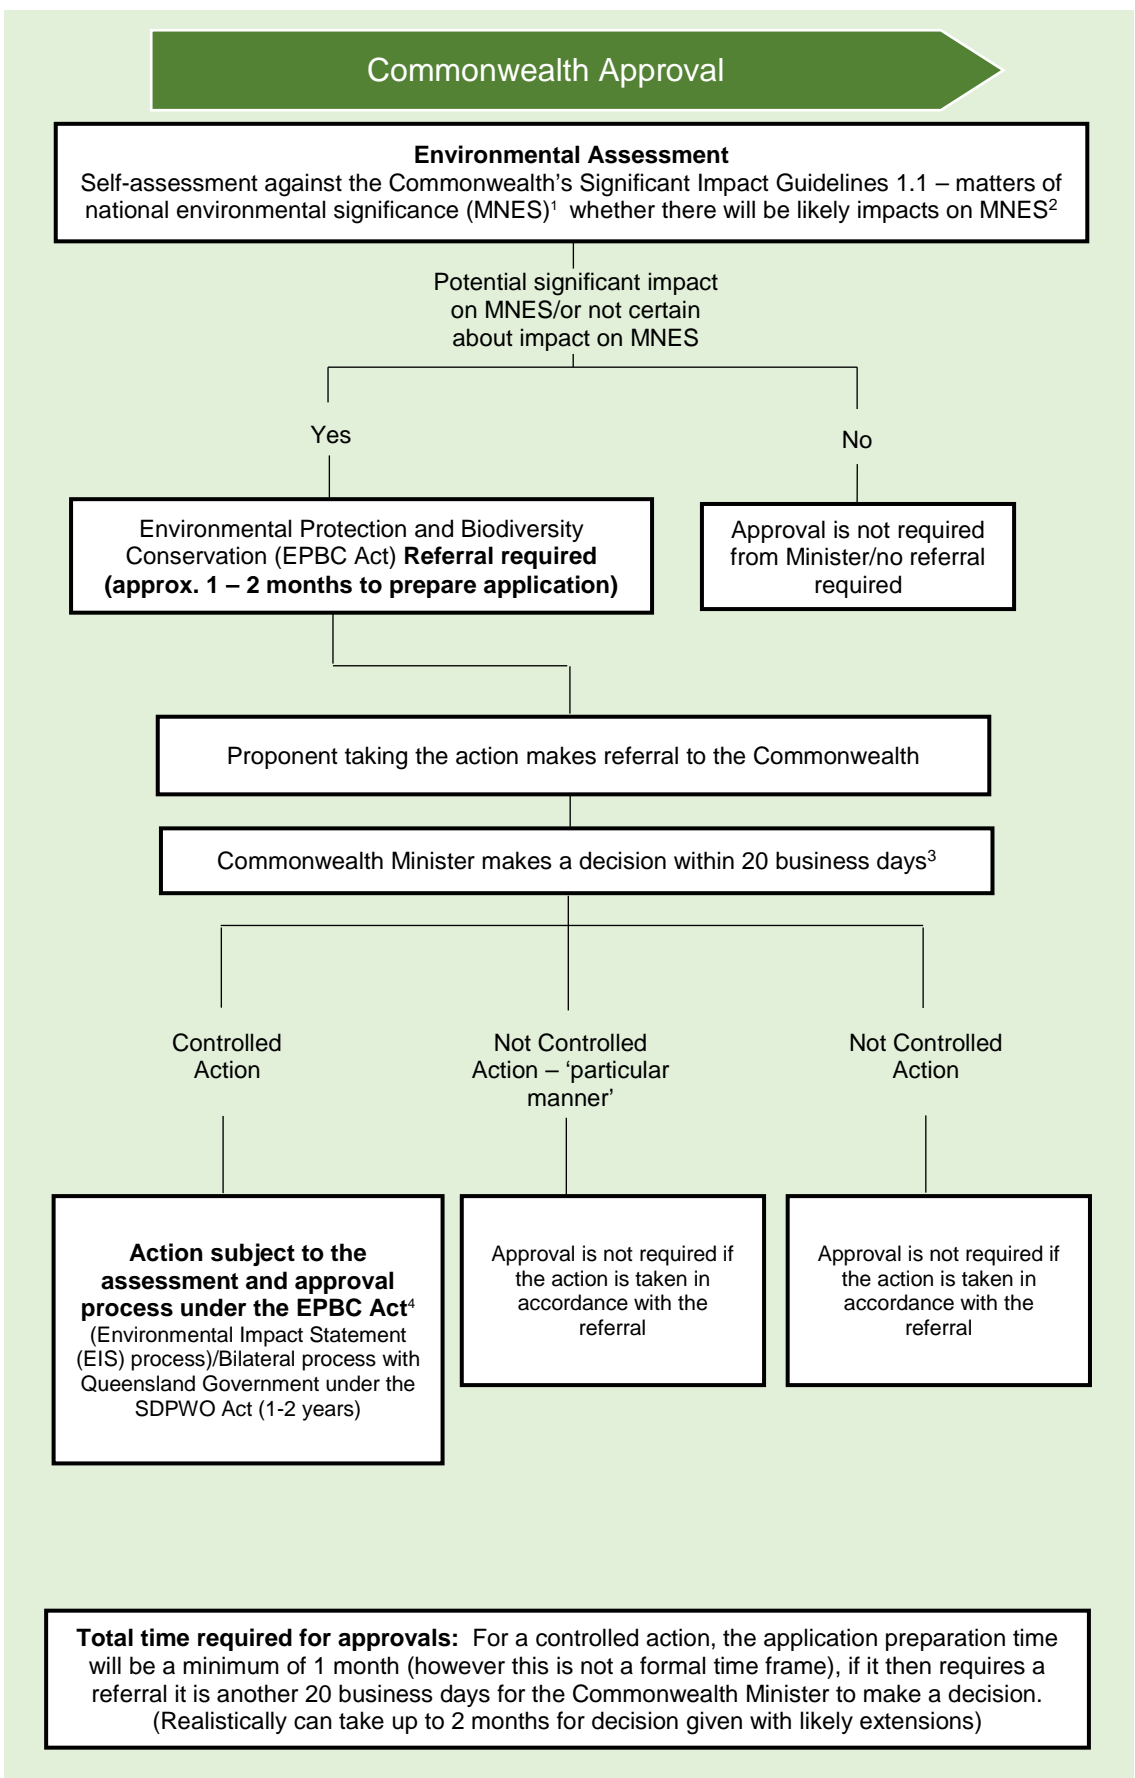 Commonwealth Approval
Environmental Assessment
Self-assessment against the Commonwealth's Significant Impact Guidelines 1.1 – matters of
national environmental significance (MNES)¹ whether there will be likely impacts on MNES²
Potential significant impact
on MNES/or not certain
about impact on MNES
Yes
No
Environmental Protection and Biodiversity
Conservation (EPBC Act) Referral required
(approx. 1 – 2 months to prepare application)
Approval is not required
from Minister/no referral
required
Proponent taking the action makes referral to the Commonwealth
Commonwealth Minister makes a decision within 20 business days³
Controlled
Action
Not Controlled
Action – ‘particular
manner’
Not Controlled
Action
Action subject to the
assessment and approval
process under the EPBC Act⁴
(Environmental Impact Statement
(EIS) process)/Bilateral process with
Queensland Government under the
SDPWO Act (1-2 years)
Approval is not required if
the action is taken in
accordance with the
referral
Approval is not required if
the action is taken in
accordance with the
referral
Total time required for approvals: For a controlled action, the application preparation time
will be a minimum of 1 month (however this is not a formal time frame), if it then requires a
referral it is another 20 business days for the Commonwealth Minister to make a decision.
(Realistically can take up to 2 months for decision given with likely extensions)